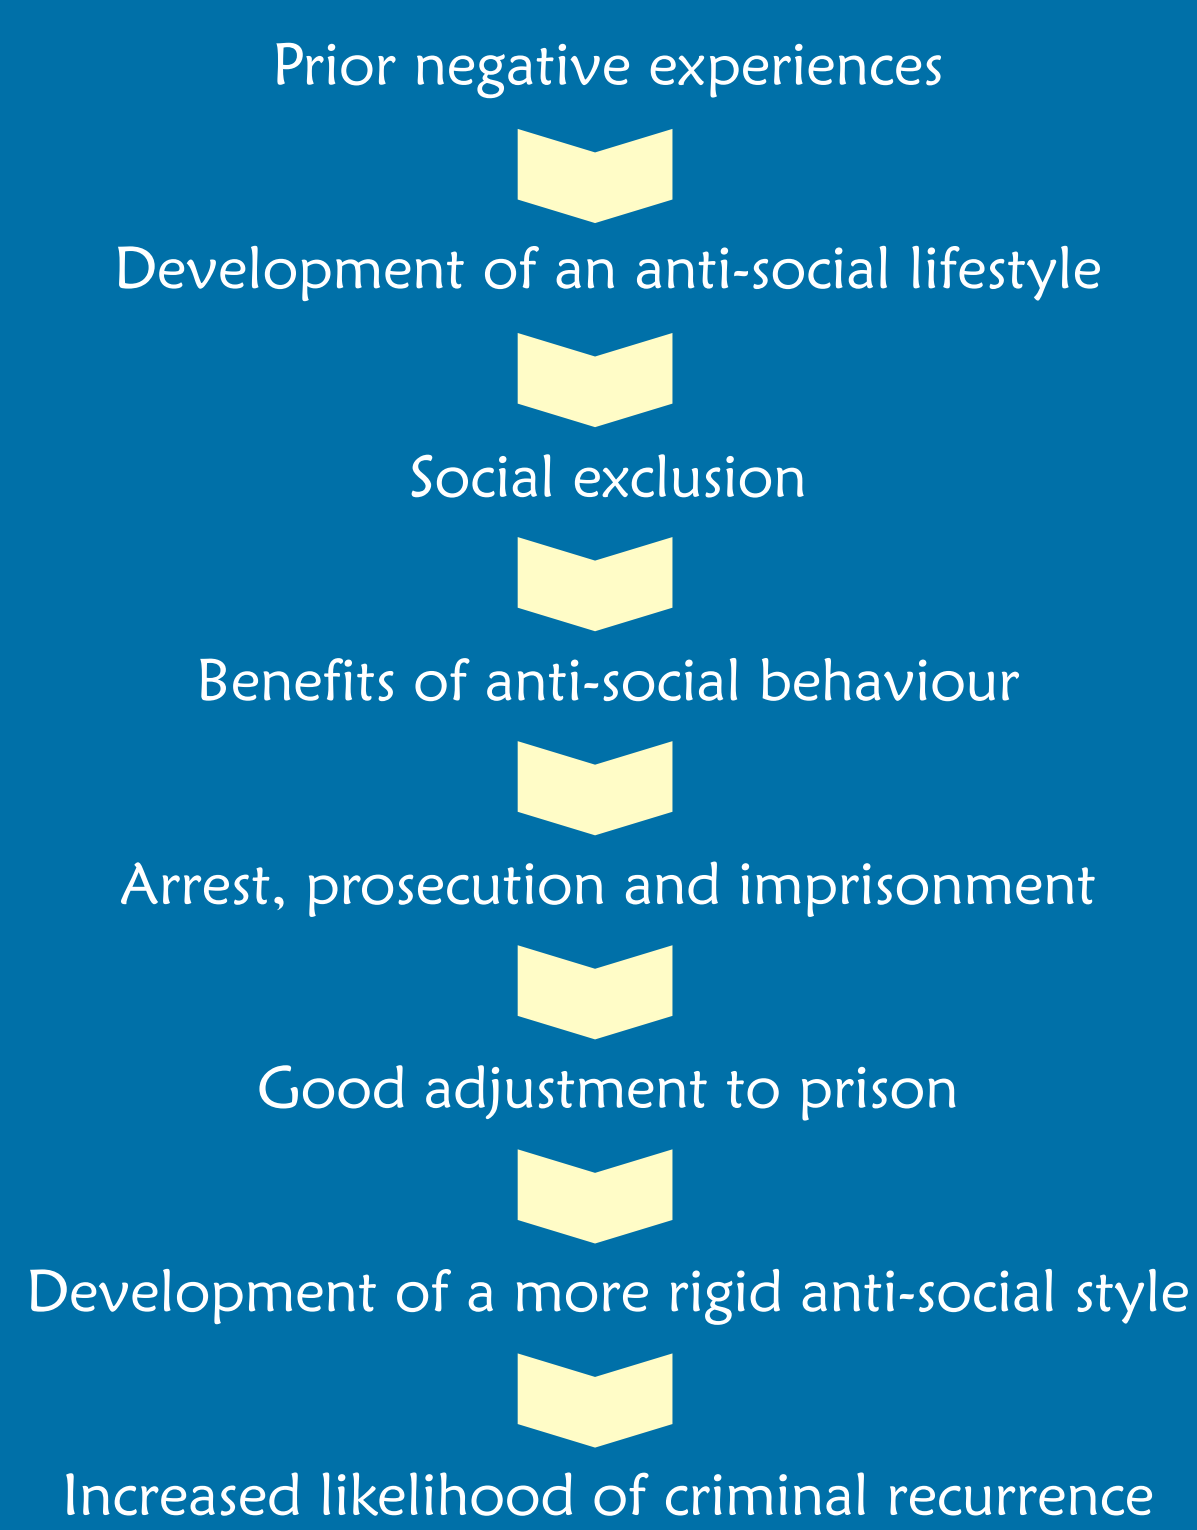 Prior negative experiences
Development of an anti-social lifestyle
Social exclusion
Benefits of anti-social behaviour
Arrest, prosecution and imprisonment
Good adjustment to prison
Development of a more rigid anti-social style
Increased likelihood of criminal recurrence